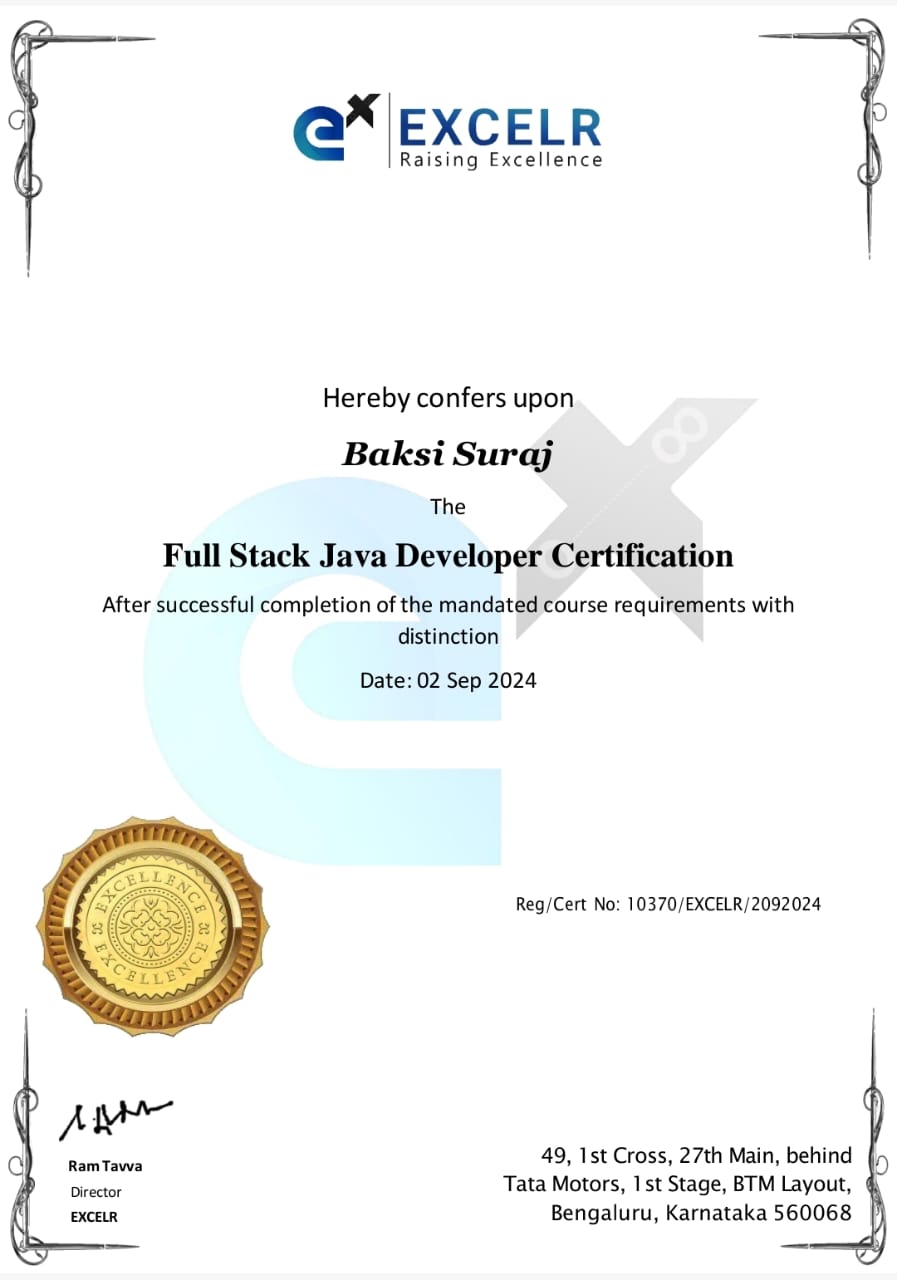 ex
EXCELR
Raising Excellence
Hereby confers upon
Baksi Suraj
The
Full Stack Java Developer Certification
After successful completion of the mandated course requirements with
distinction
Date: 02 Sep 2024
EXCELLENCE
EXCELLENCE
Reg/Cert No: 10370/EXCELR/2092024
Ram Tavva
Director
EXCELR
49, 1st Cross, 27th Main, behind
Tata Motors, 1st Stage, BTM Layout,
Bengaluru, Karnataka 560068